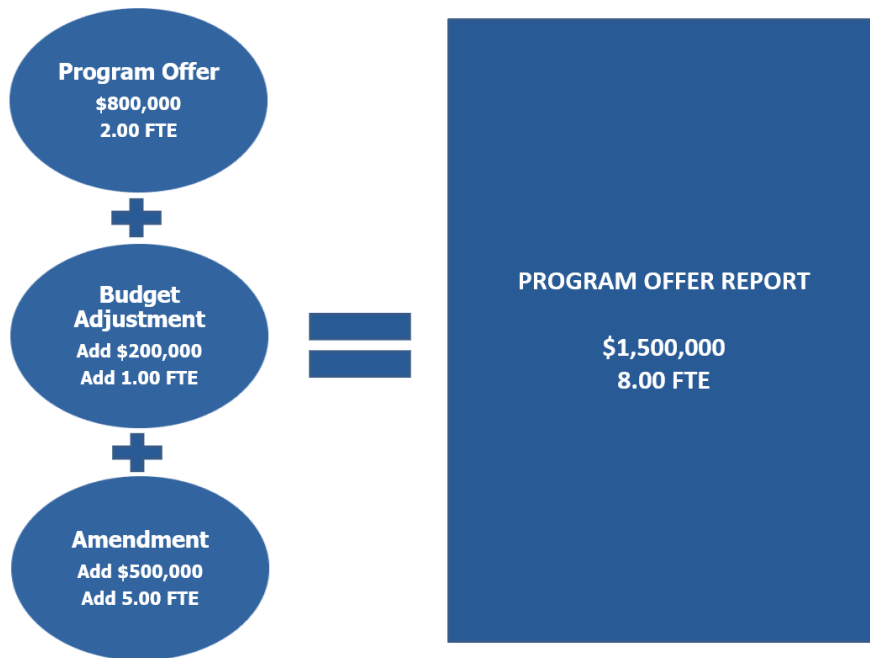 Program Offer
$800,000
2.00 FTE
Budget
Adjustment
Add $200,000
Add 1.00 FTE
Amendment
Add $500,000
Add 5.00 FTE
PROGRAM OFFER REPORT
$1,500,000
8.00 FTE